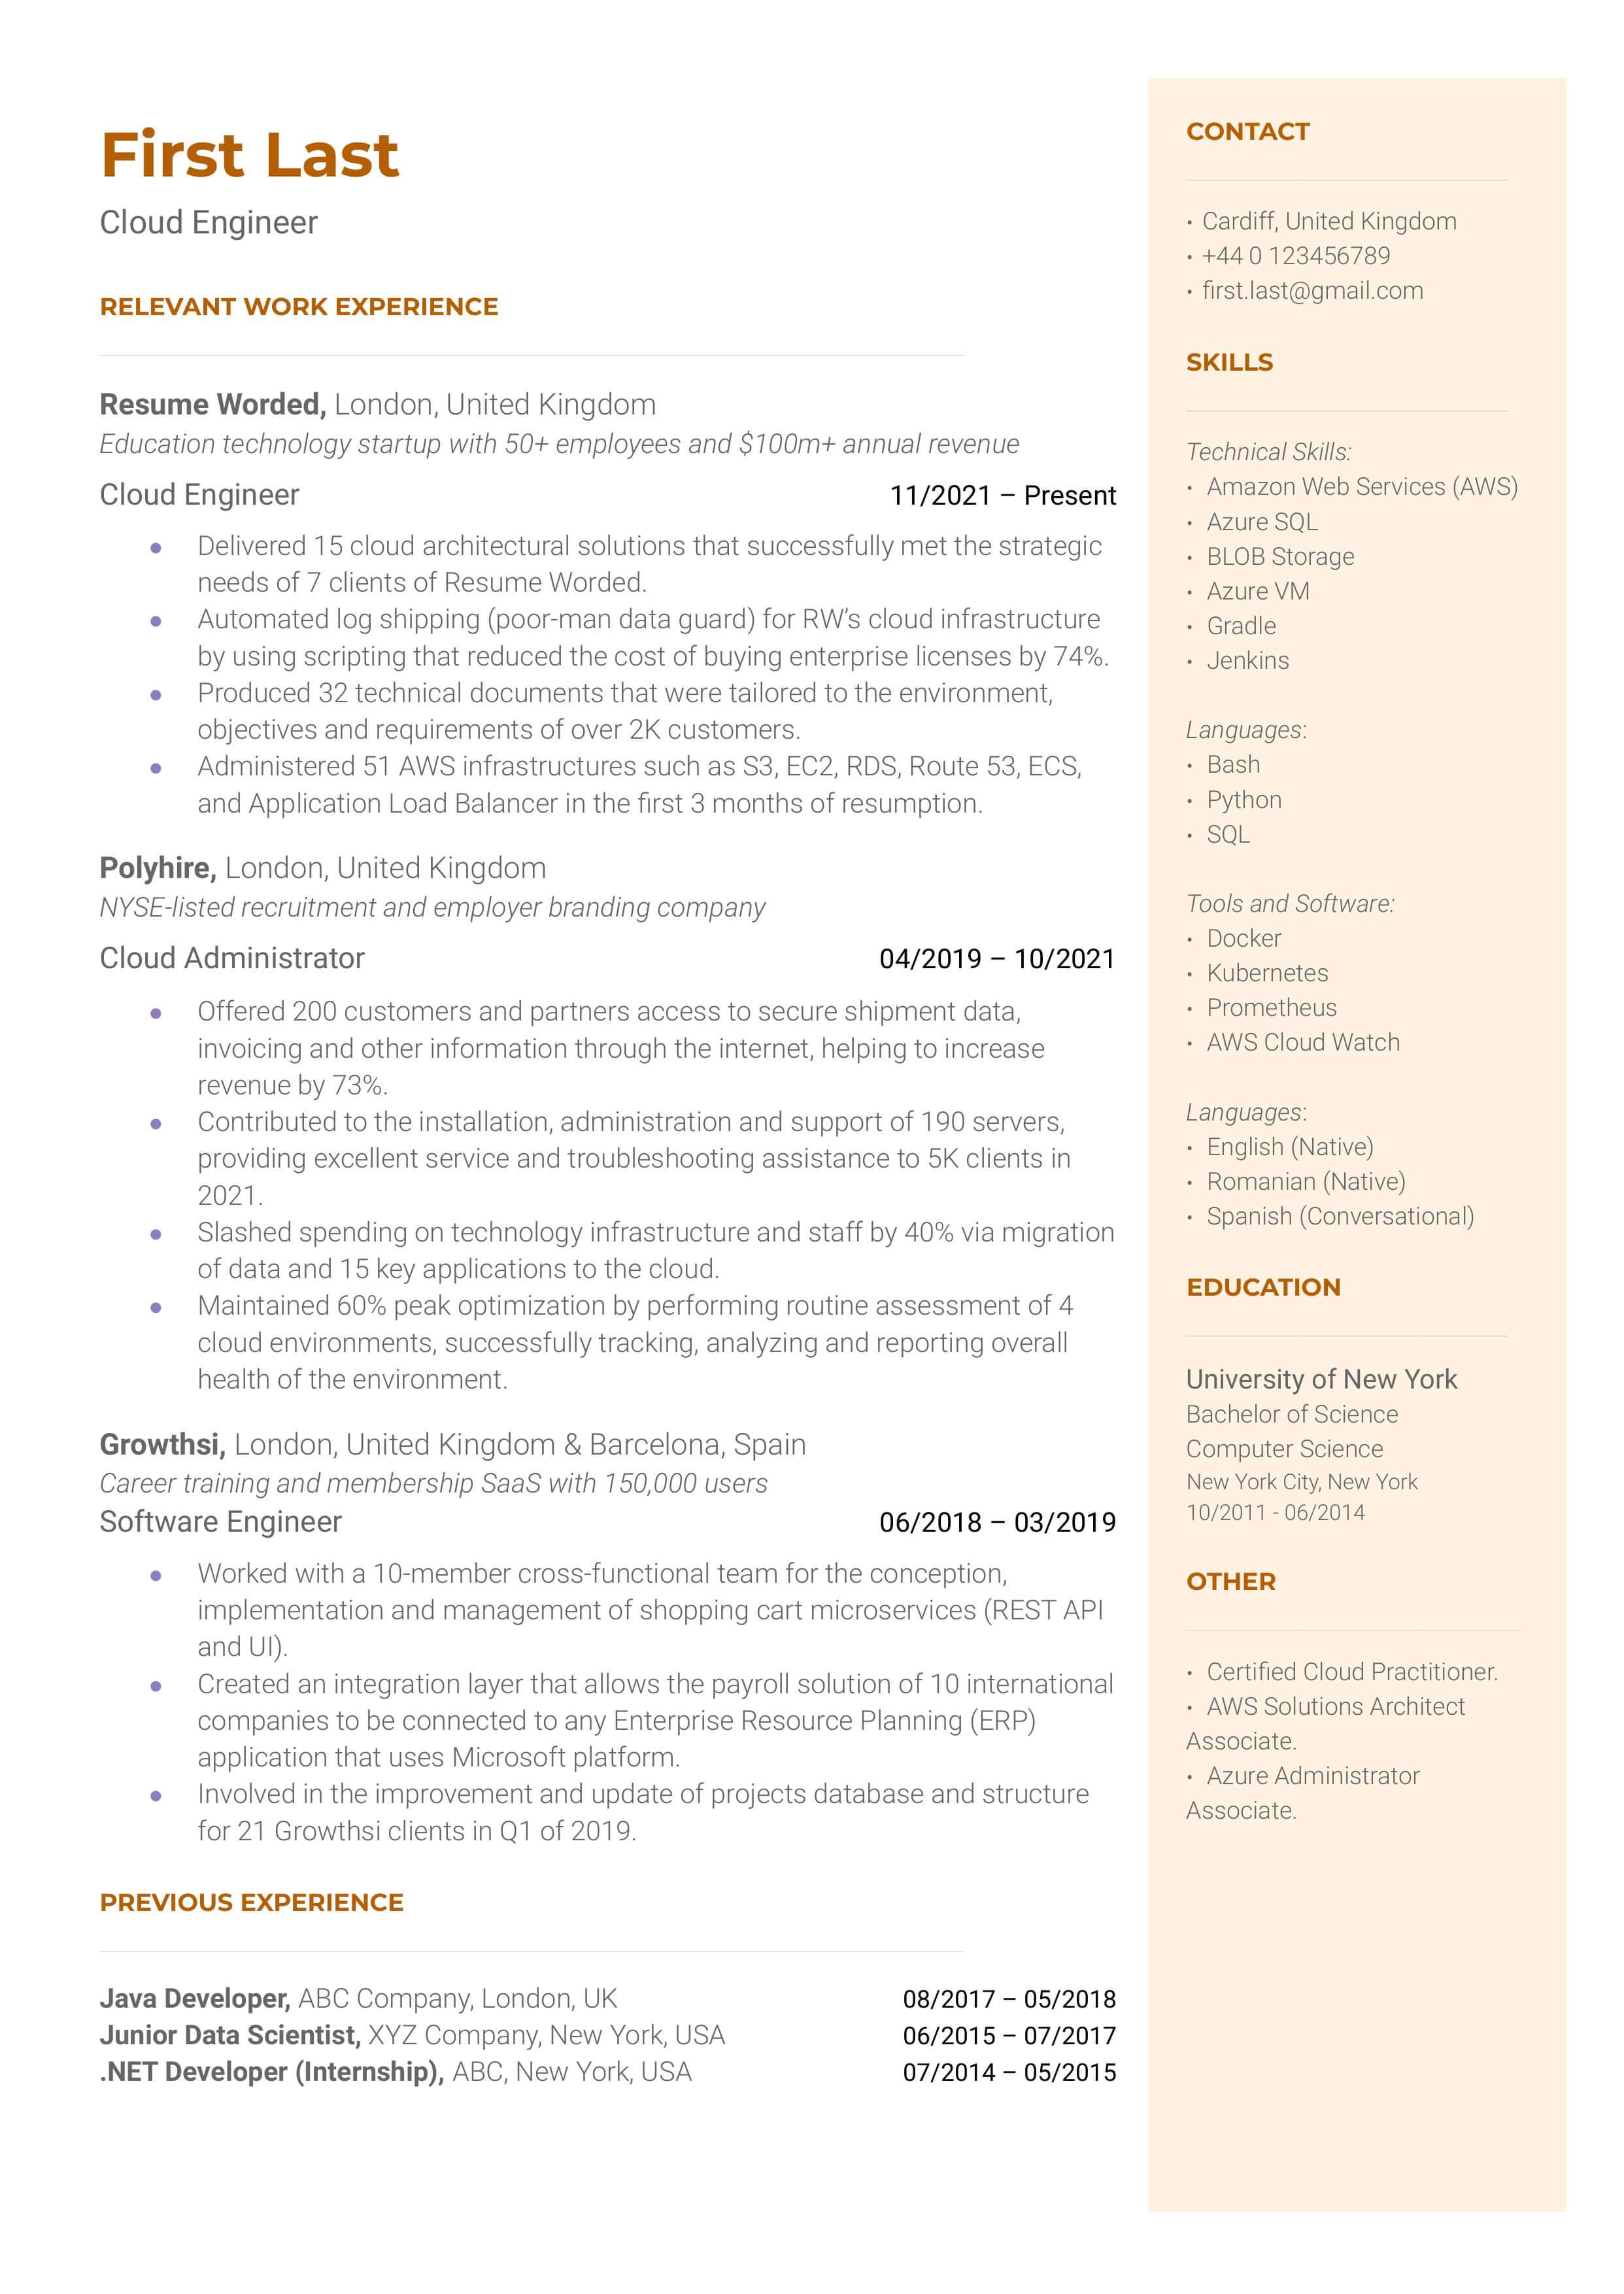 First Last
Cloud Engineer
RELEVANT WORK EXPERIENCE
Resume Worded, London, United Kingdom
Education technology startup with 50+ employees and $100m+ annual revenue
Cloud Engineer 11/2021 – Present
● Delivered 15 cloud architectural solutions that successfully met the strategic
needs of 7 clients of Resume Worded.
● Automated log shipping (poor-man data guard) for RW’s cloud infrastructure
by using scripting that reduced the cost of buying enterprise licenses by 74%.
● Produced 32 technical documents that were tailored to the environment,
objectives and requirements of over 2K customers.
● Administered 51 AWS infrastructures such as S3, EC2, RDS, Route 53, ECS,
and Application Load Balancer in the first 3 months of resumption.
Polyhire, London, United Kingdom
NYSE-listed recruitment and employer branding company
Cloud Administrator 04/2019 – 10/2021
● Offered 200 customers and partners access to secure shipment data,
invoicing and other information through the internet, helping to increase
revenue by 73%.
● Contributed to the installation, administration and support of 190 servers,
providing excellent service and troubleshooting assistance to 5K clients in
2021.
● Slashed spending on technology infrastructure and staff by 40% via migration
of data and 15 key applications to the cloud.
● Maintained 60% peak optimization by performing routine assessment of 4
cloud environments, successfully tracking, analyzing and reporting overall
health of the environment.
Growthsi, London, United Kingdom & Barcelona, Spain
Career training and membership SaaS with 150,000 users
Software Engineer 06/2018 – 03/2019
● Worked with a 10-member cross-functional team for the conception,
implementation and management of shopping cart microservices (REST API
and UI).
● Created an integration layer that allows the payroll solution of 10 international
companies to be connected to any Enterprise Resource Planning (ERP)
application that uses Microsoft platform.
● Involved in the improvement and update of projects database and structure
for 21 Growthsi clients in Q1 of 2019.
PREVIOUS EXPERIENCE
Java Developer, ABC Company, London, UK 08/2017 – 05/2018
Junior Data Scientist, XYZ Company, New York, USA 06/2015 – 07/2017
.NET Developer (Internship), ABC, New York, USA 07/2014 – 05/2015
CONTACT
• Cardiff, United Kingdom
• +44 0 123456789
• first.last@gmail.com
SKILLS
Technical Skills:
• Amazon Web Services (AWS)
• Azure SQL
• BLOB Storage
• Azure VM
• Gradle
• Jenkins
Languages:
• Bash
• Python
• SQL
Tools and Software:
• Docker
• Kubernetes
• Prometheus
• AWS Cloud Watch
Languages:
• English (Native)
• Romanian (Native)
• Spanish (Conversational)
EDUCATION
University of New York
Bachelor of Science
Computer Science
New York City, New York
10/2011 - 06/2014
OTHER
• Certified Cloud Practitioner.
• AWS Solutions Architect
Associate.
• Azure Administrator
Associate.